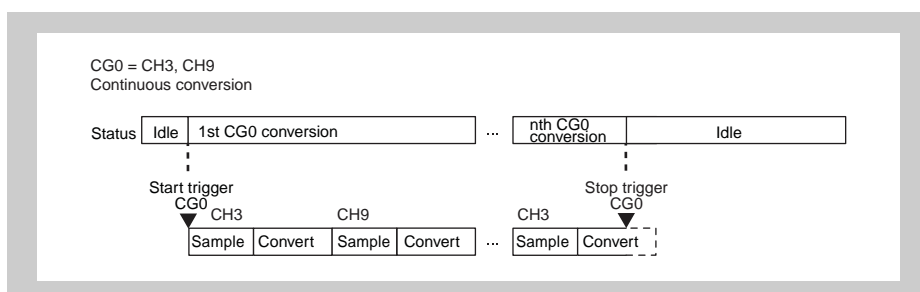 CG0 = CH3, CH9
Continuous conversion
Status
Idle
1st CG0 conversion
...
nth CG0
conversion
Idle
Start trigger
CG0
Stop trigger
CG0
CH3
CH9
CH3
Sample
Convert
Sample
Convert
...
Sample
Convert